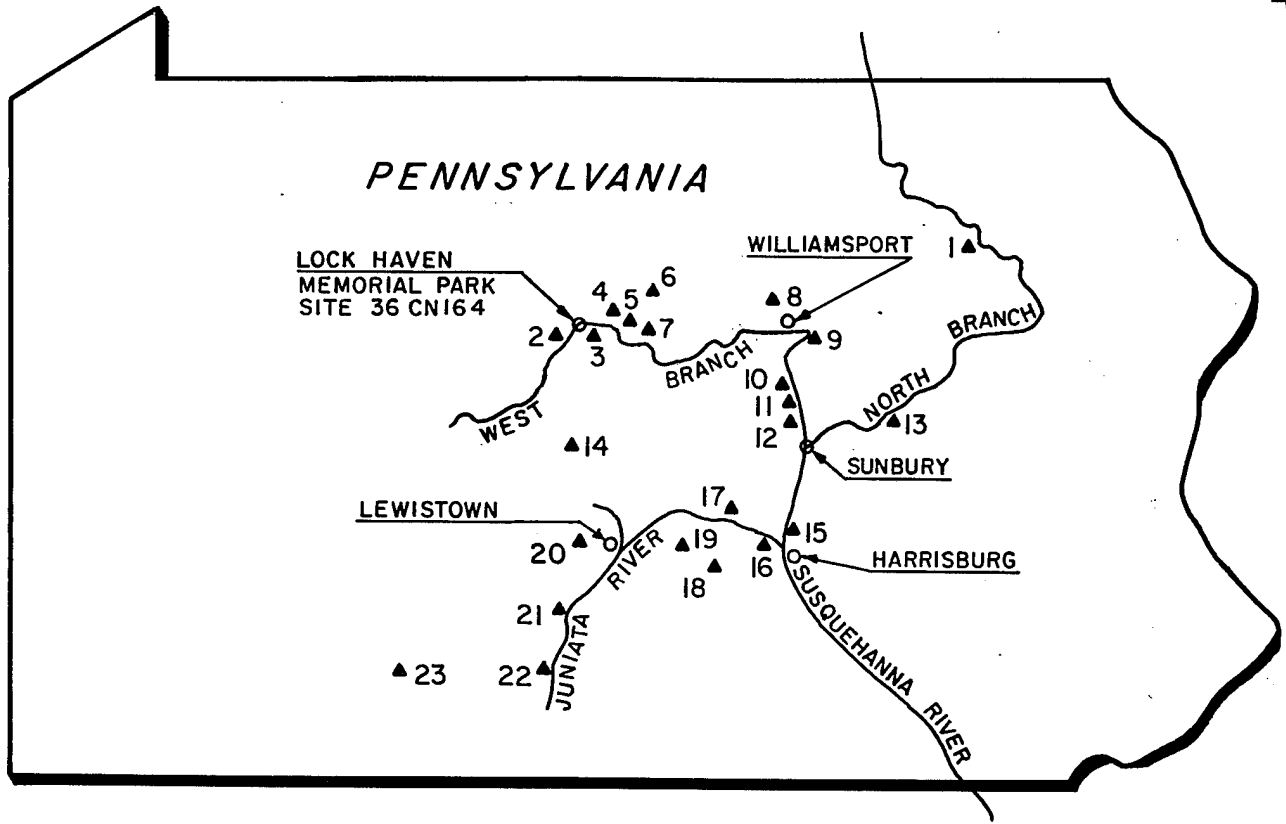 PENNSYLVANIA
LOCK HAVEN
MEMORIAL PARK
SITE 36 CN164
WILLIAMSPORT
1
6
4
5
8
7
2
3
9
BRANCH
BRANCH
10
NORTH
11
WEST
12
13
14
SUNBURY
LEWISTOWN
17
15
20
RIVER
19
16
18
HARRISBURG
21
JUNIATA
SUSQUEHANNA RIVER
23
22